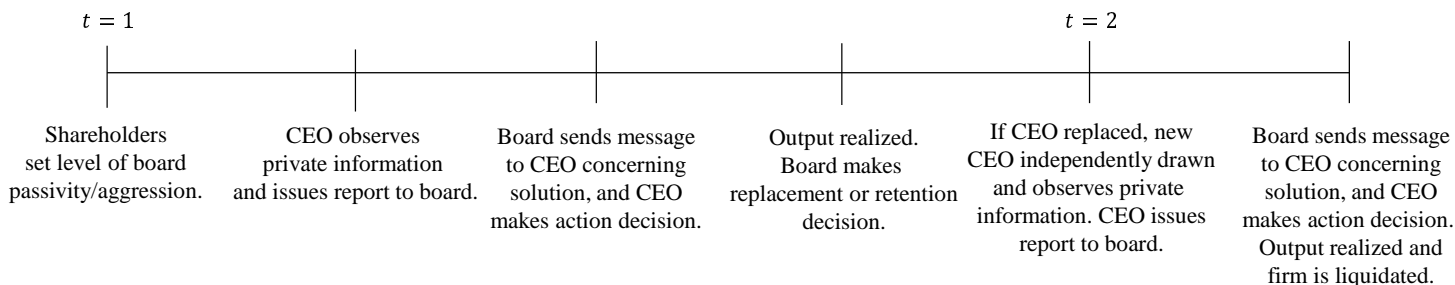 t = 1
t = 2
Shareholders
set level of board
passivity/aggression.
CEO observes
private information
and issues report to board.
Board sends message
to CEO concerning
solution, and CEO
makes action decision.
Output realized.
Board makes
replacement or retention
decision.
If CEO replaced, new
CEO independently drawn
and observes private
information. CEO issues
report to board.
Board sends message
to CEO concerning
solution, and CEO
makes action decision.
Output realized and
firm is liquidated.